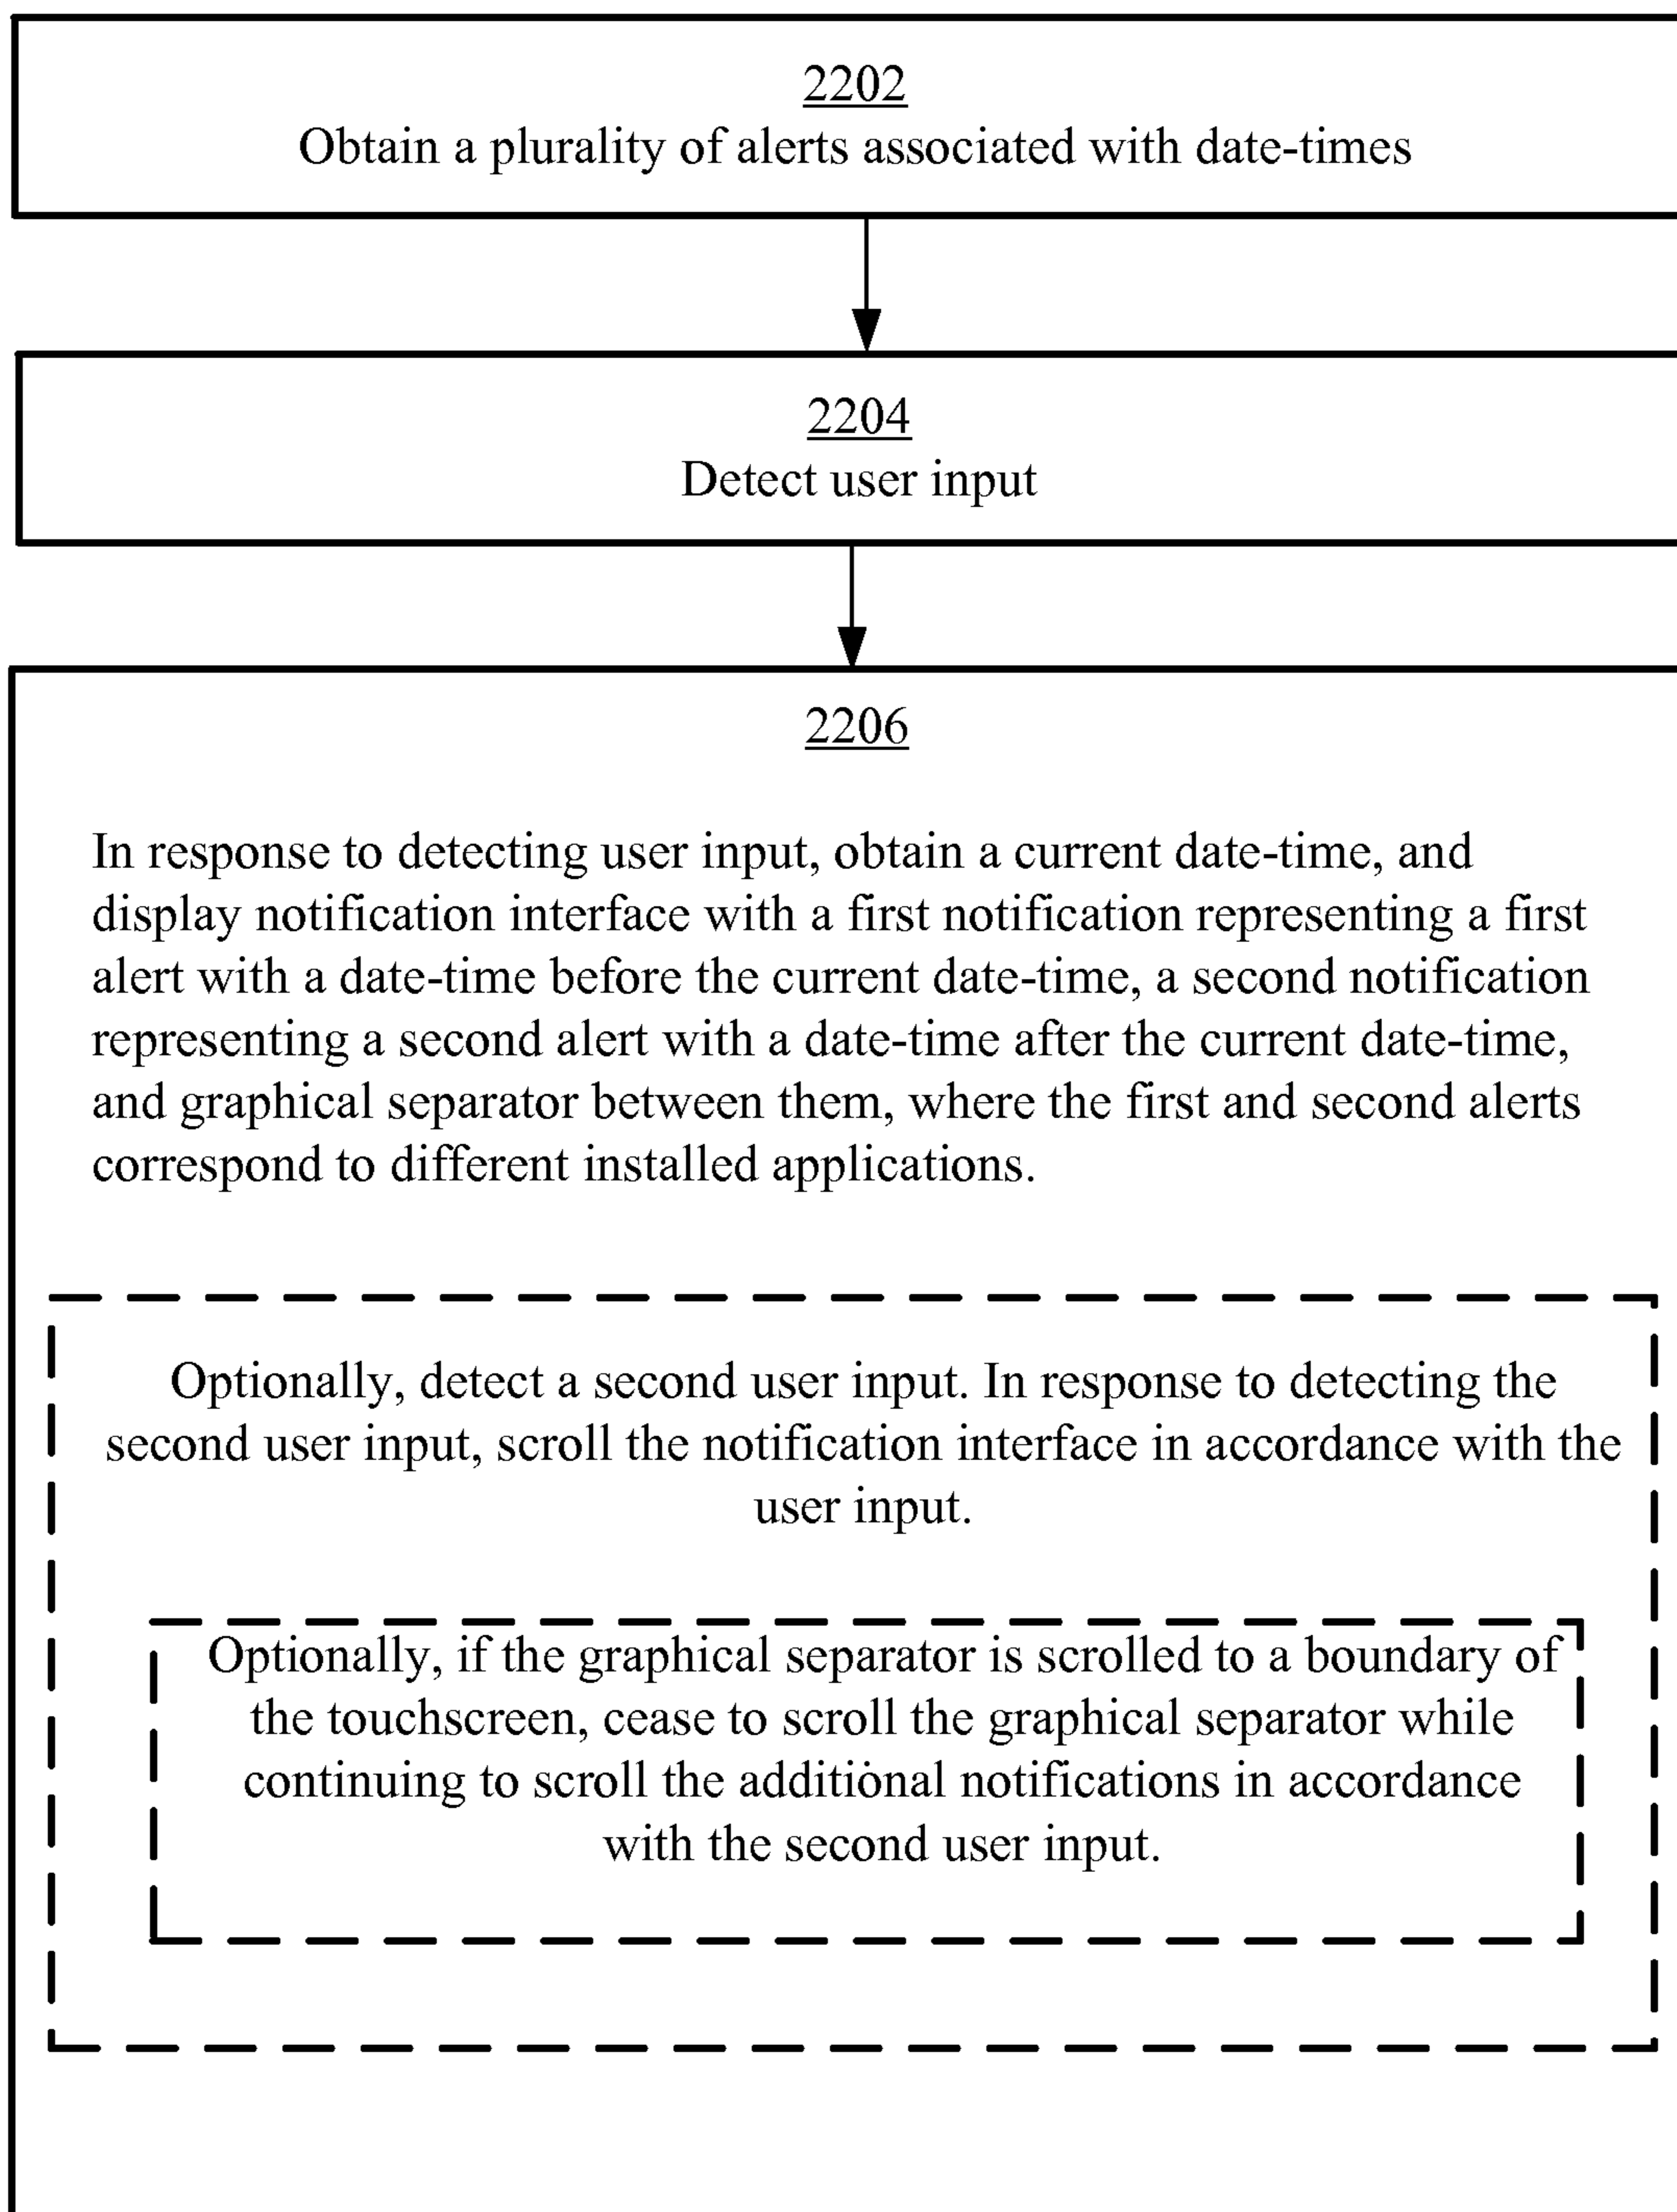 2202
Obtain a plurality of alerts associated with date-times
2204
Detect user input
2206
In response to detecting user input, obtain a current date-time, and
display notification interface with a first notification representing a first
alert with a date-time before the current date-time, a second notification
representing a second alert with a date-time after the current date-time,
and graphical separator between them, where the first and second alerts
correspond to different installed applications.
Optionally, detect a second user input. In response to detecting the
second user input, scroll the notification interface in accordance with the
user input.
Optionally, if the graphical separator is scrolled to a boundary of
the touchscreen, cease to scroll the graphical separator while
continuing to scroll the additional notifications in accordance
with the second user input.